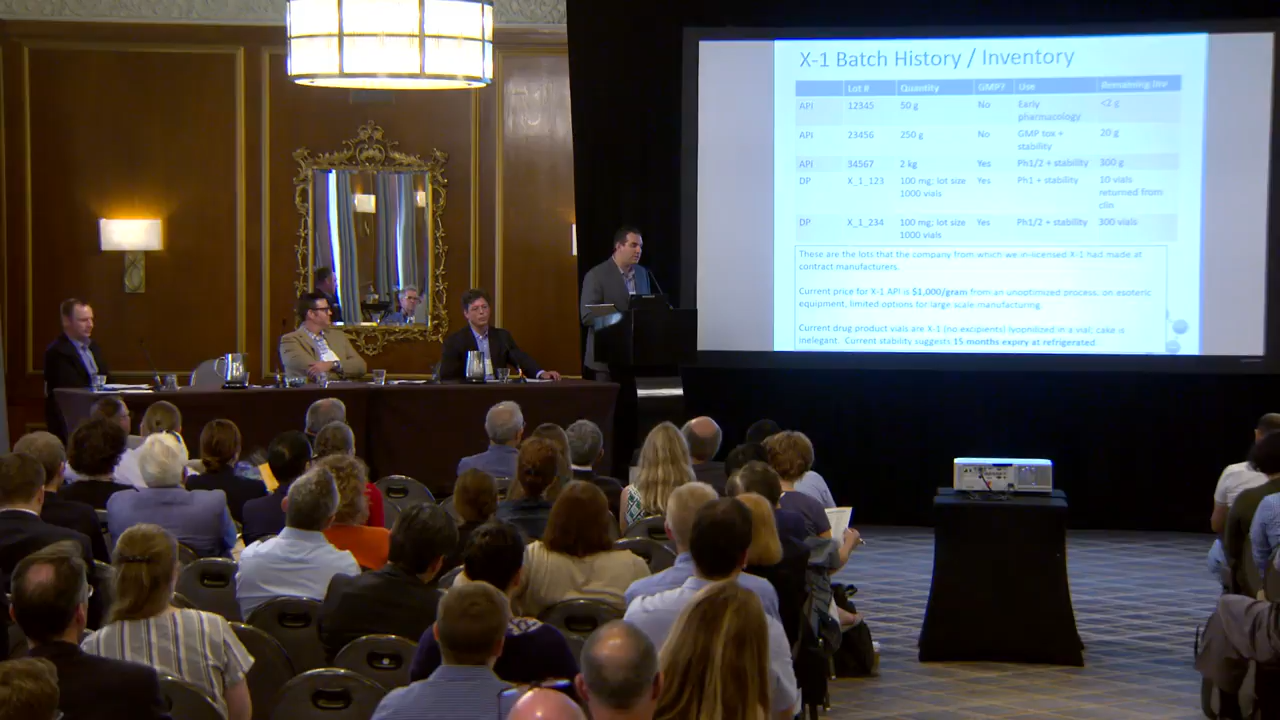 X-1 Batch History / Inventory
Lot # Quantity GMP? Use Remaining Inv
API 12345 50 g No Early pharmacology <2 g
API 23456 250 g No GMP tox + stability 20 g
API 34567 2 kg Yes Ph1/2 + stability 300 g
DP X_1_123 100 mg; lot size 1000 vials Yes Ph1 + stability 10 vials returned from clin
DP X_1_234 100 mg; lot size 1000 vials Yes Ph1/2 + stability 300 vials
These are the lots that the company from which we in-licensed X-1 had made at
contract manufacturers.
Current price for X-1 API is $1,000/gram from an unoptimized process, on esoteric
equipment, limited options for large scale manufacturing.
Current drug product vials are X-1 (no excipients) lyophilized in a vial; cake is
inelegant. Current stability suggests 15 months expiry at refrigerated.